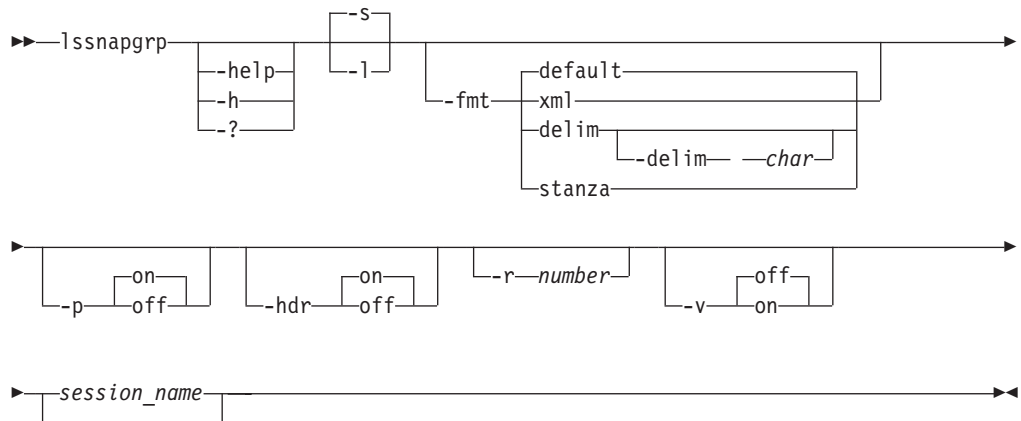 -s
lssnapgrp
-help
-l
default
-h
-fmt
xml
-?
delim
-delim char
stanza
on
on
off
-p
off
-hdr
off
-r
number
-v
on
session_name